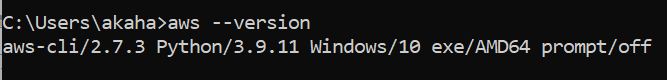 C:\Users\akaha>aws --version
aws-cli/2.7.3 Python/3.9.11 Windows/10 exe/AMD64 prompt/off